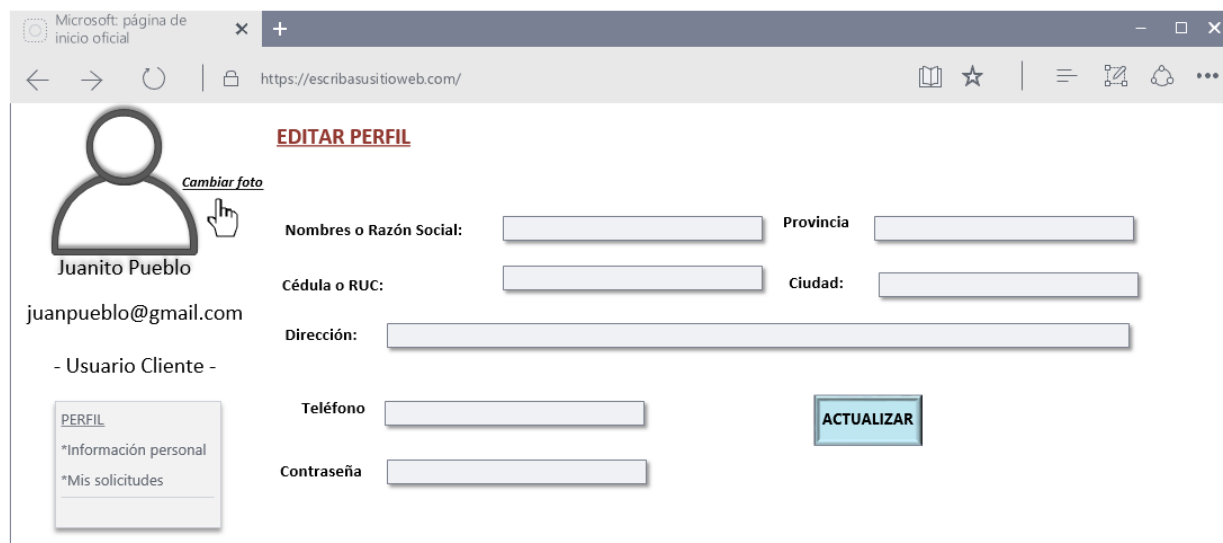 Microsoft: página de
inicio oficial
https://escribasusitioweb.com/
EDITAR PERFIL
Cambiar foto
Nombres o Razón Social:
Provincia
Juanito Pueblo
Cédula o RUC:
Ciudad:
juanpueblo@gmail.com
Dirección:
- Usuario Cliente -
Teléfono
ACTUALIZAR
PERFIL
*Información personal
Contraseña
*Mis solicitudes